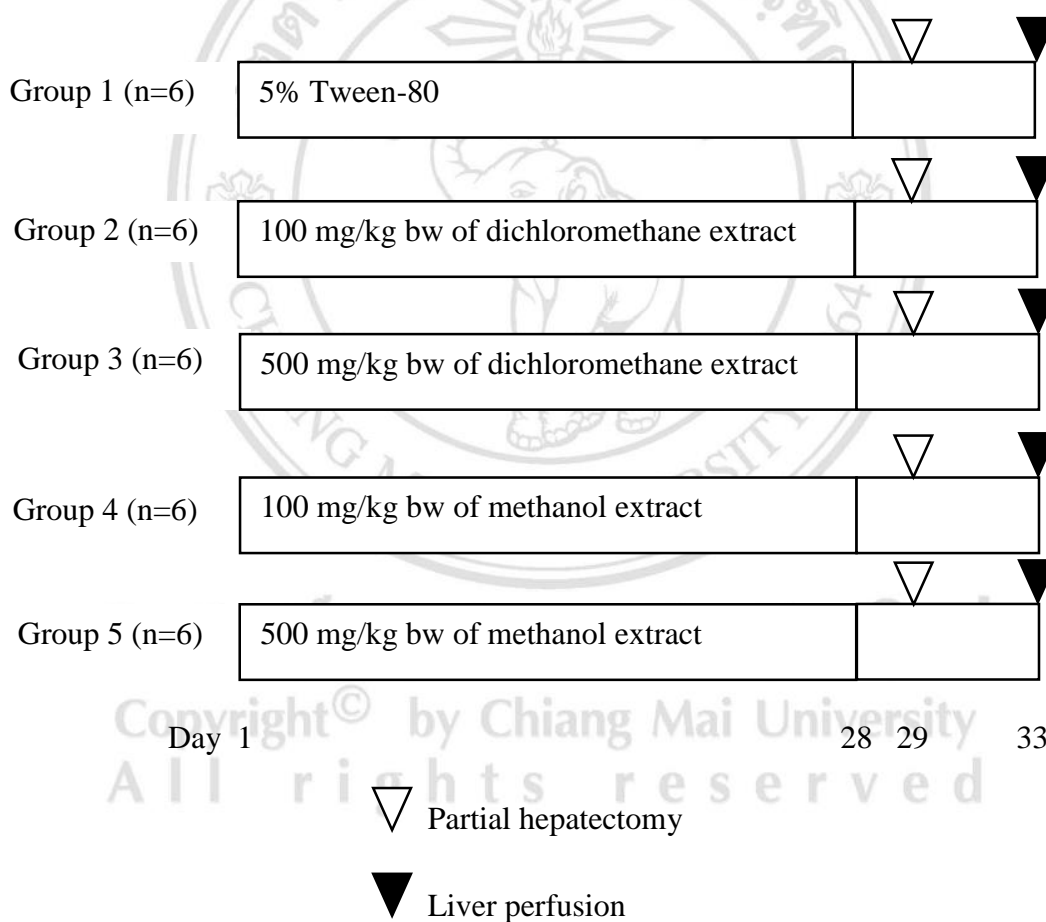 Group 1 (n=6) 5% Tween-80
Group 2 (n=6) 100 mg/kg bw of dichloromethane extract
Group 3 (n=6) 500 mg/kg bw of dichloromethane extract
Group 4 (n=6) 100 mg/kg bw of methanol extract
Group 5 (n=6) 500 mg/kg bw of methanol extract
Copyright© by Chiang Mai University
Day 1 28 29 33
All rights reserved
Partial hepatectomy
Liver perfusion